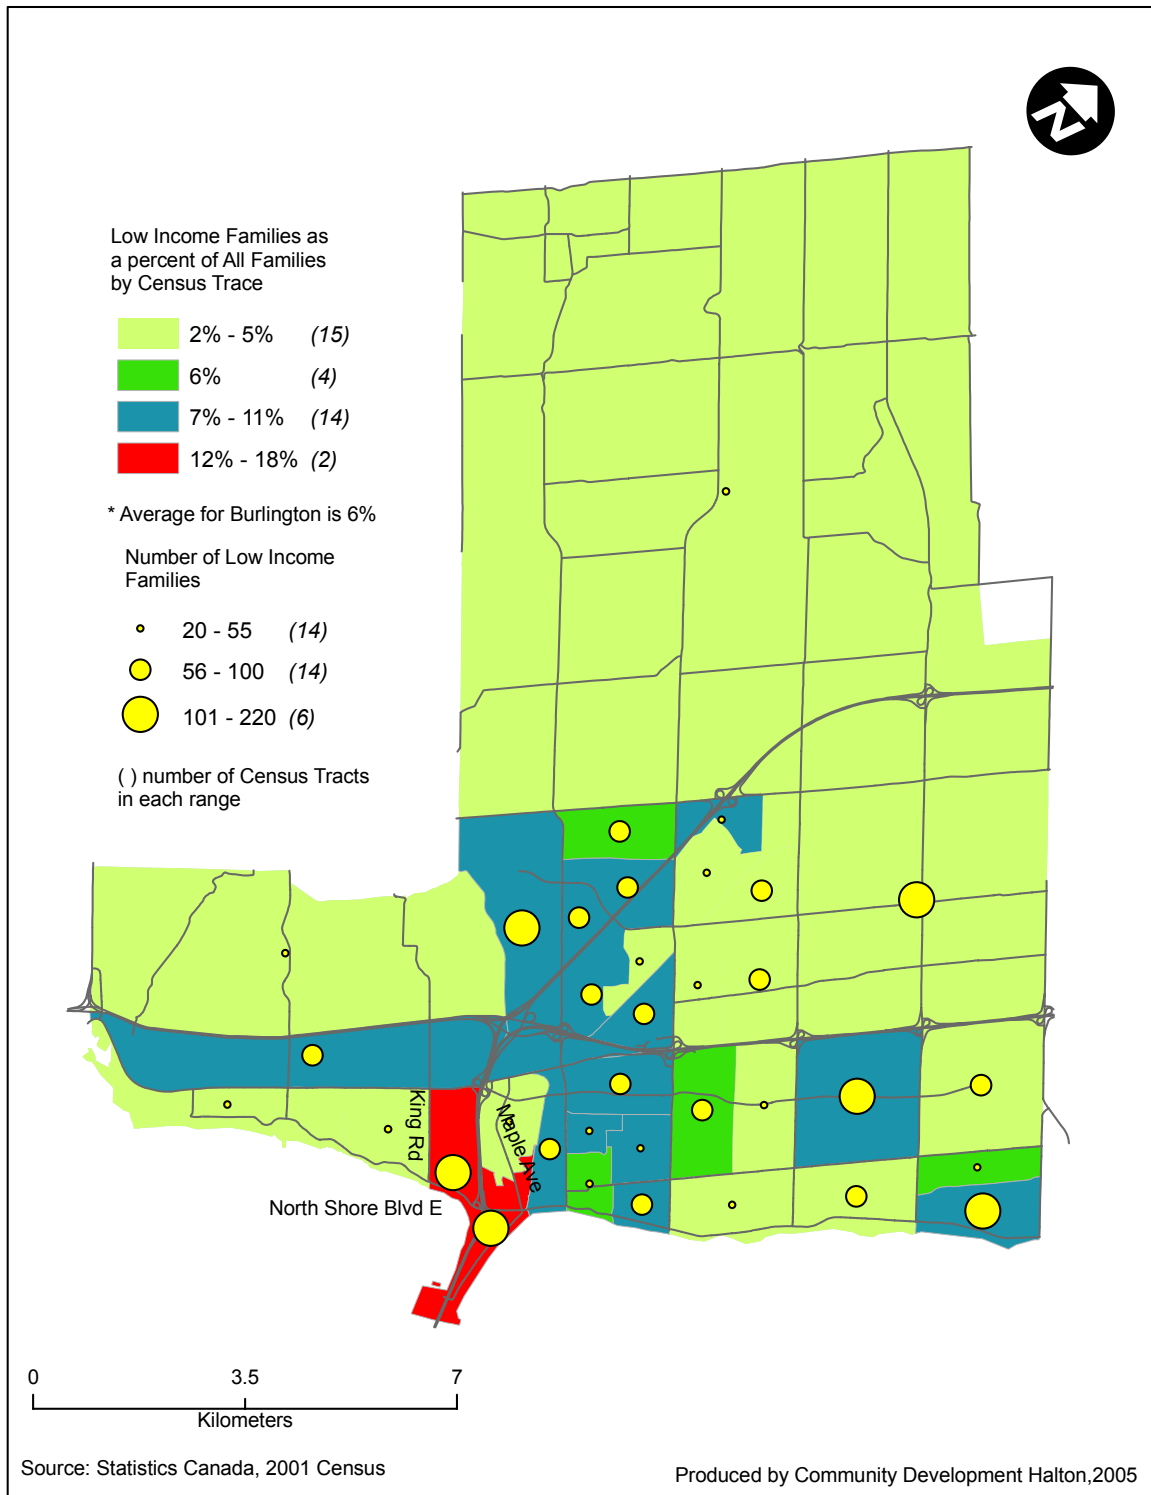 N
Low Income Families as
a percent of All Families
by Census Trace
2% - 5% (15)
6% (4)
7% - 11% (14)
12% - 18% (2)
* Average for Burlington is 6%
Number of Low Income
Families
20 - 55 (14)
56 - 100 (14)
101 - 220 (6)
( ) number of Census Tracts
in each range
King Rd
Maple Ave
North Shore Blvd E
0 3.5 7
Kilometers
Source: Statistics Canada, 2001 Census
Produced by Community Development Halton,2005